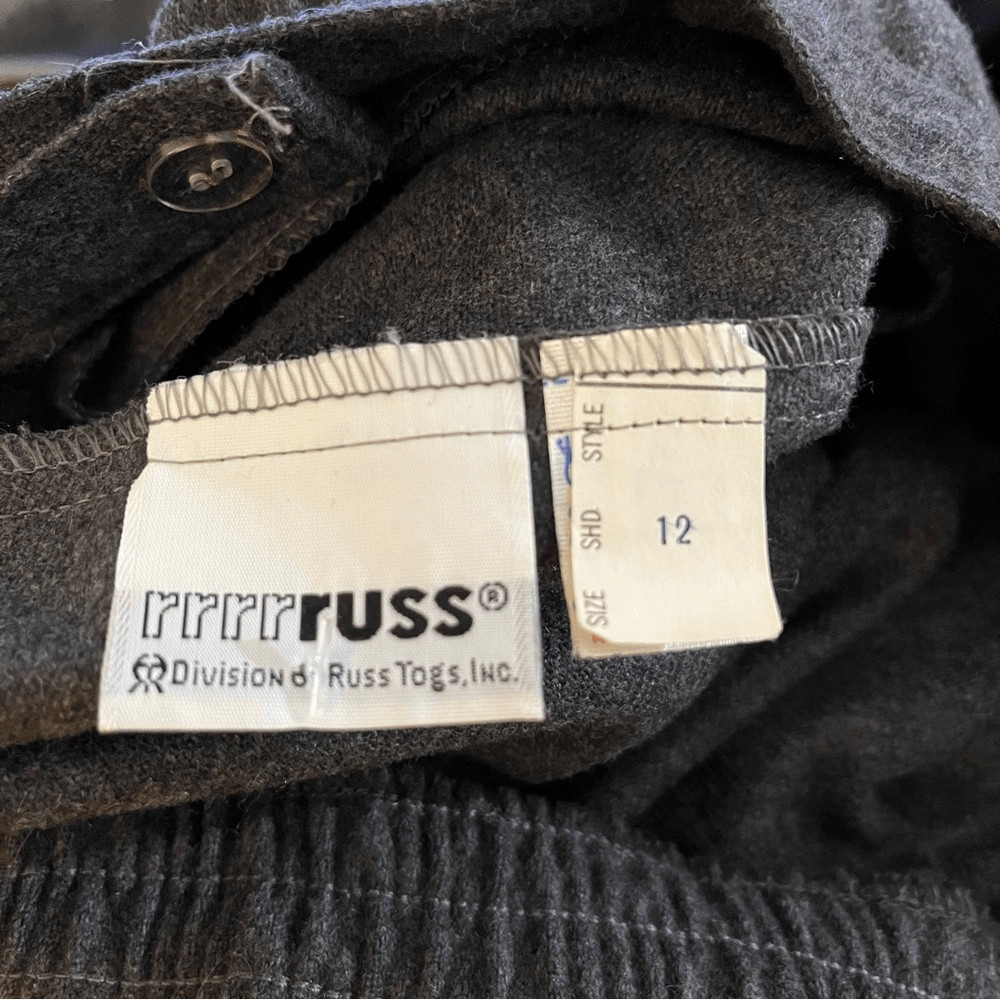 rrrrruss®
Division of Russ Togs, Inc.
STYLE
SHD
SIZE
12